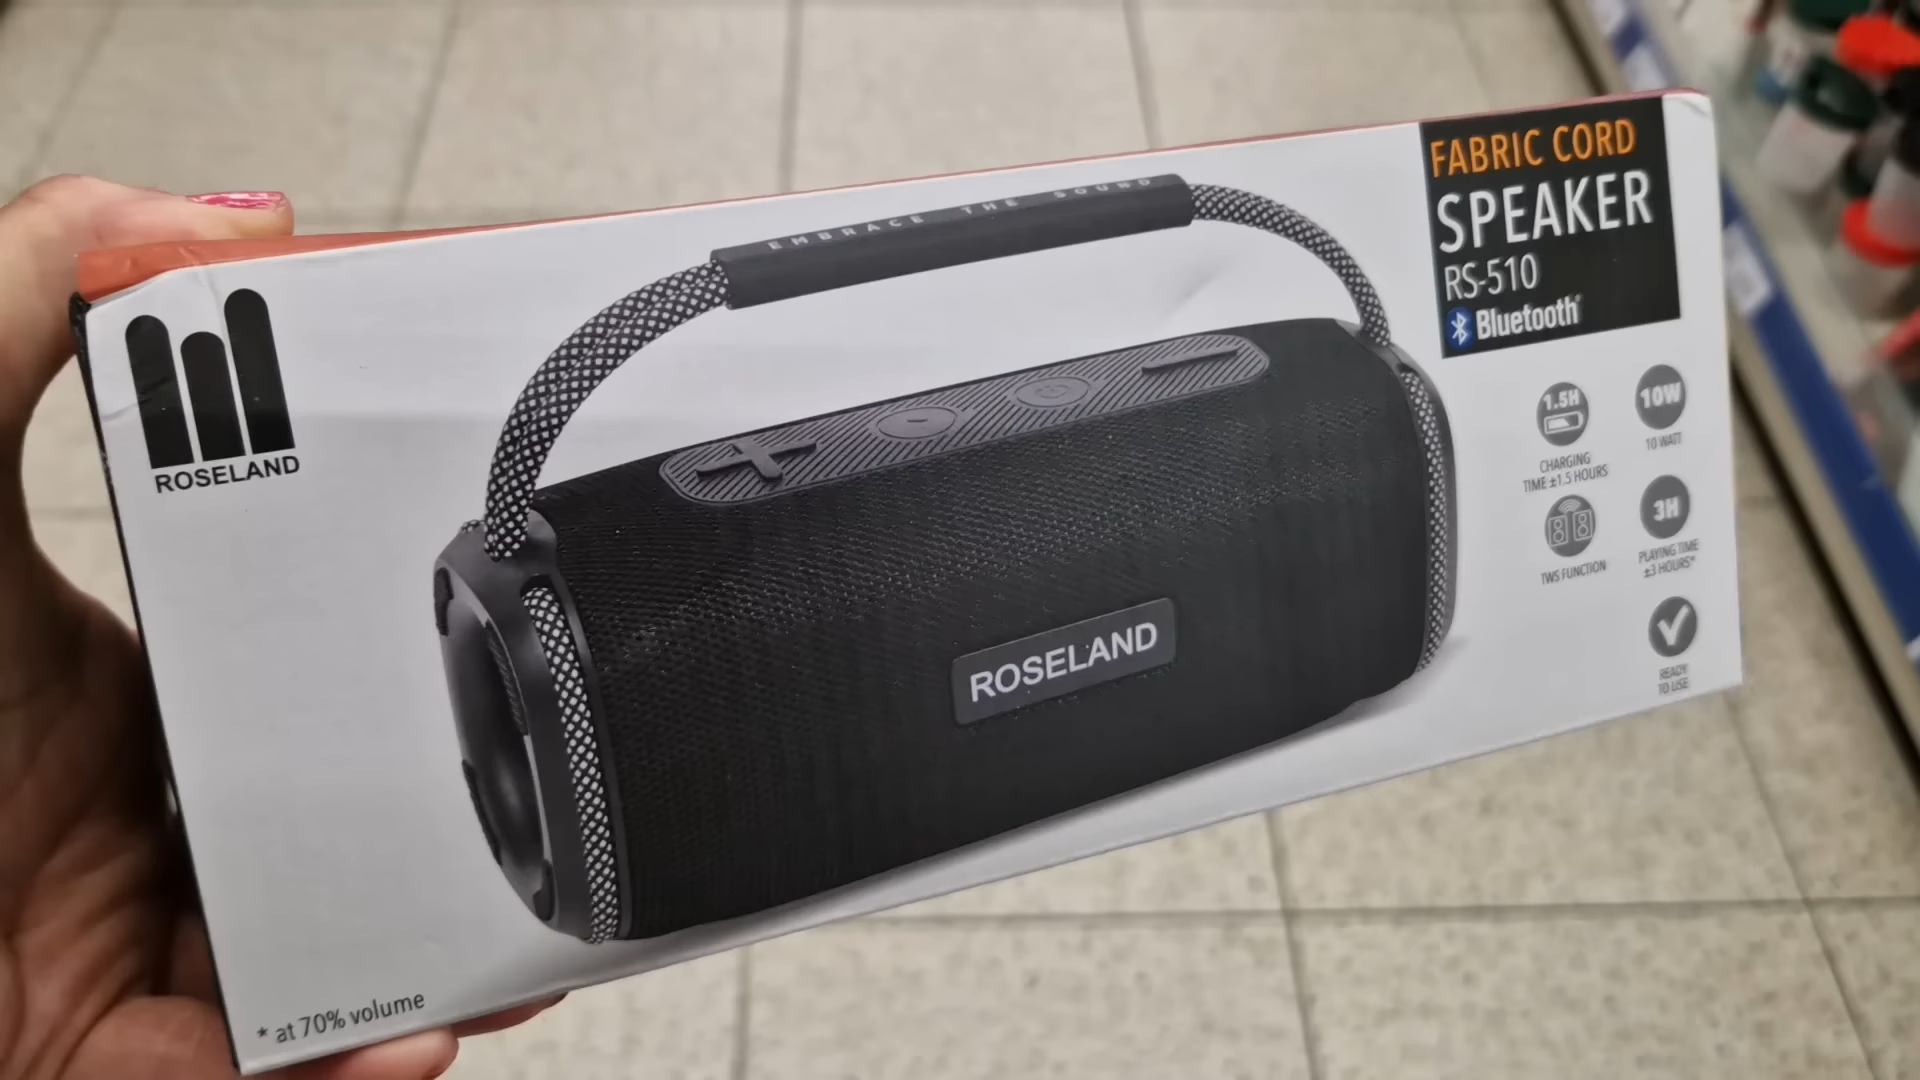 EMBRACE THE SOUND
ROSELAND
ROSELAND
FABRIC CORD
SPEAKER
RS-510
Bluetooth®
1.5H
CHARGING
TIME ±1.5 HOURS
10W
10 WATT
TWS FUNCTION
3H
PLAYING TIME
±3 HOURS*
READY
TO USE
* at 70% volume